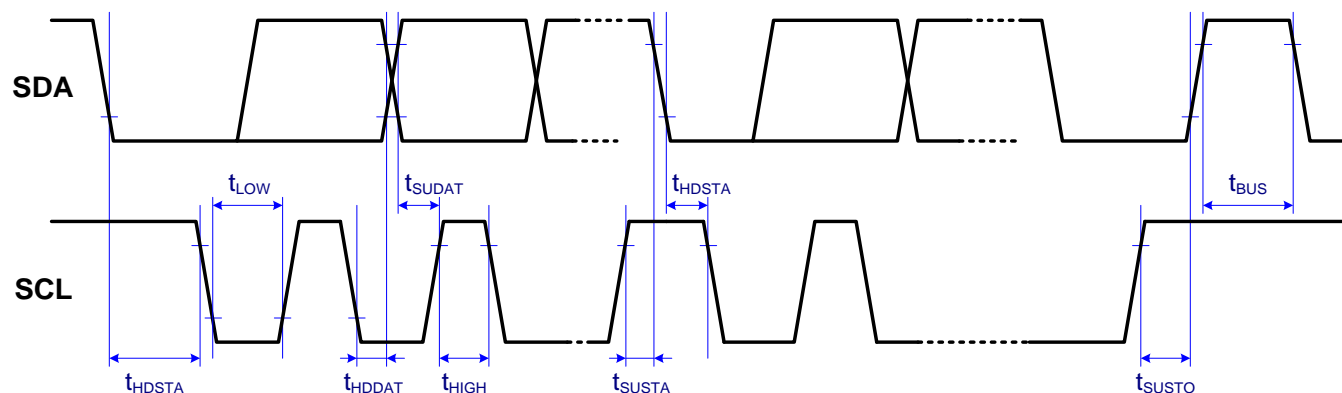 SDA
tLOW
tSUDAT
tHDSTA
tBUS
SCL
tHDSTA
tHDDAT
tHIGH
tSUSTA
tSUSTO